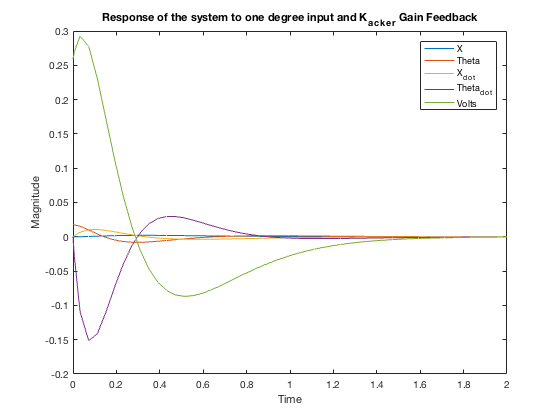 Response of the system to one degree input and K_acker Gain Feedback
X
Theta
X_dot
Theta_dot
Volts
0.3
0.25
0.2
0.15
0.1
0.05
0
-0.05
-0.1
-0.15
-0.2
Magnitude
0 0.2 0.4 0.6 0.8 1 1.2 1.4 1.6 1.8 2
Time